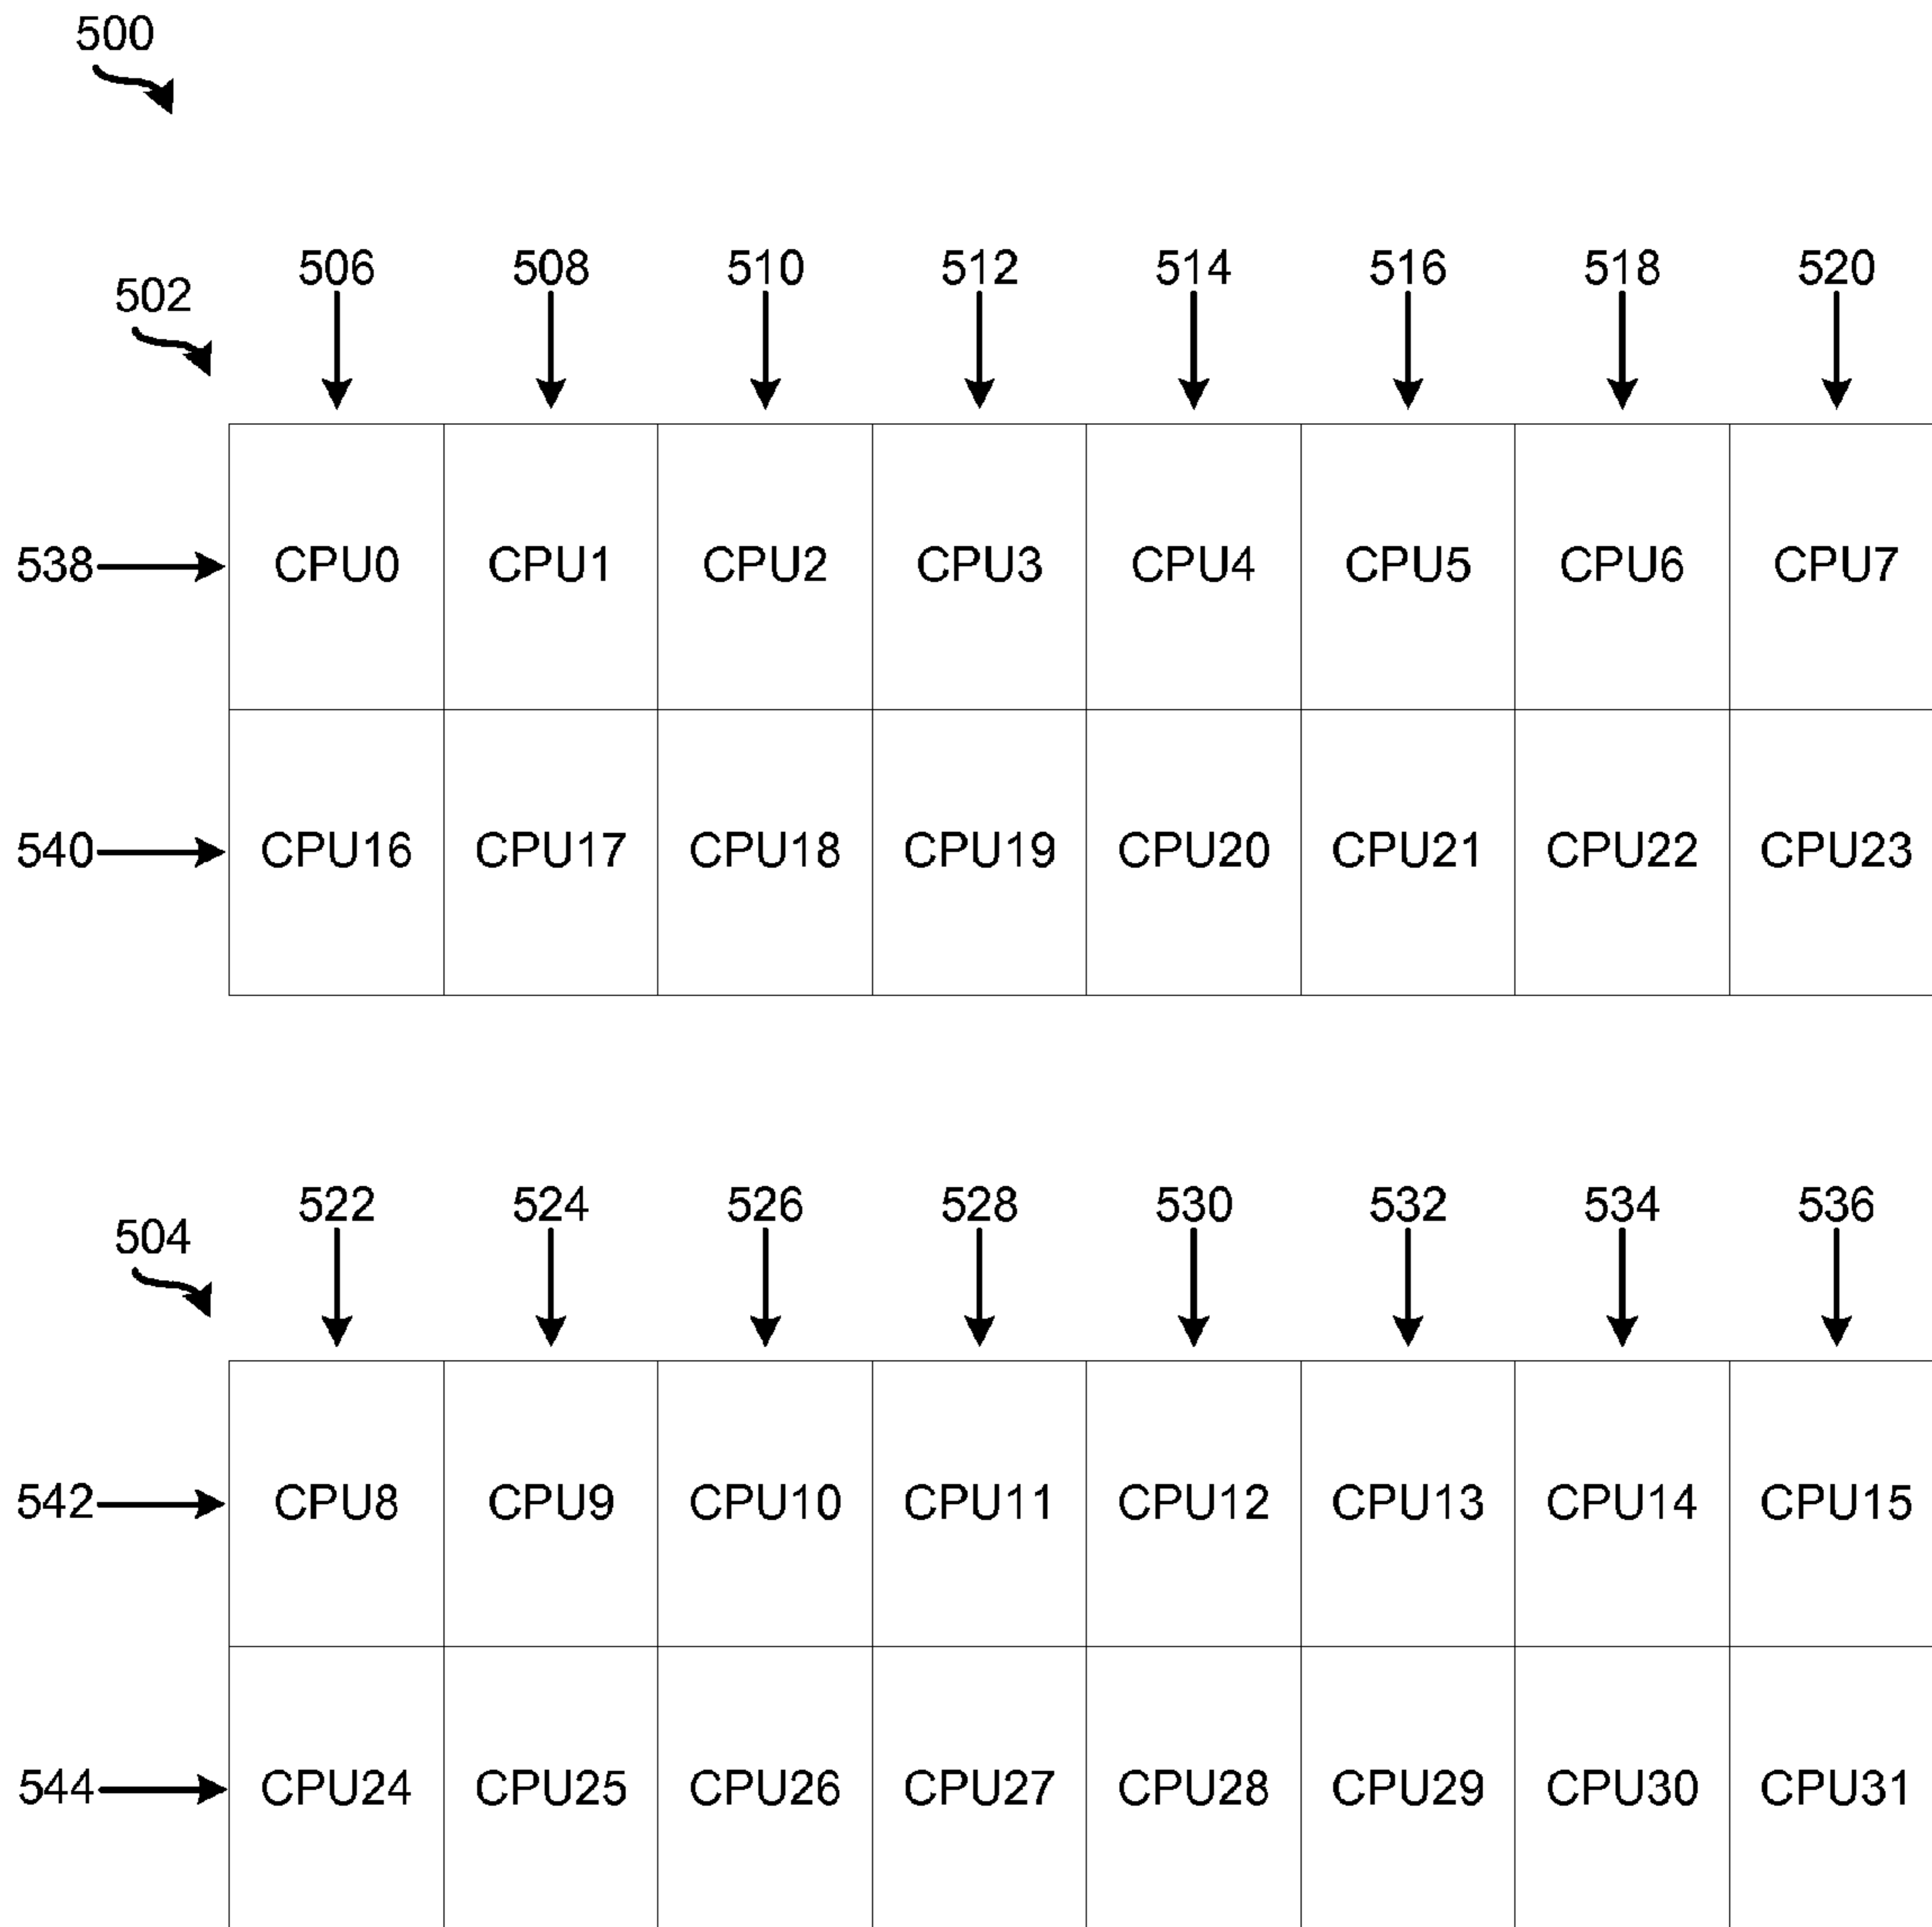 500
502
506 508 510 512 514 516 518 520
538 CPU0 CPU1 CPU2 CPU3 CPU4 CPU5 CPU6 CPU7
540 CPU16 CPU17 CPU18 CPU19 CPU20 CPU21 CPU22 CPU23
504
522 524 526 528 530 532 534 536
542 CPU8 CPU9 CPU10 CPU11 CPU12 CPU13 CPU14 CPU15
544 CPU24 CPU25 CPU26 CPU27 CPU28 CPU29 CPU30 CPU31